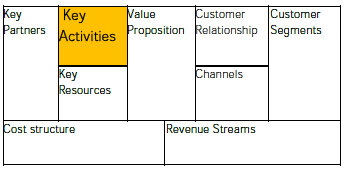 Key
Partners
Key
Activities
Key
Resources
Value
Proposition
Customer
Relationship
Channels
Customer
Segments
Cost structure
Revenue Streams